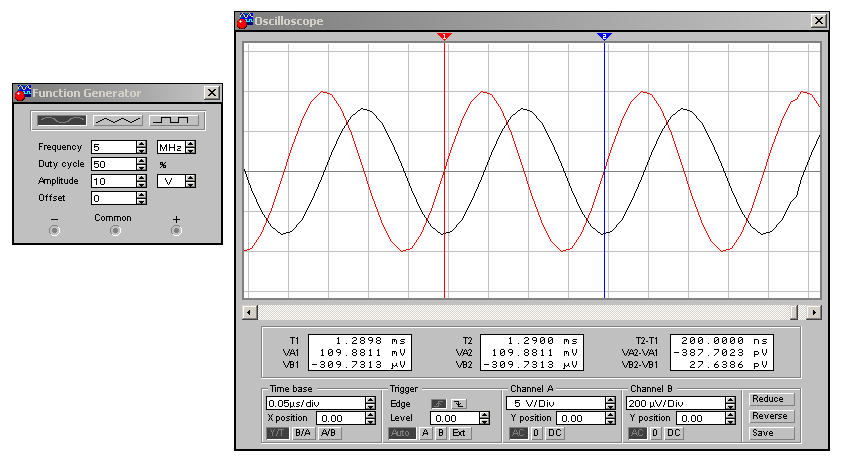 Oscilloscope
1 2
Function Generator
Frequency 5 MHz
Duty cycle 50 %
Amplitude 10 V
Offset 0
− Common +
T1 1.2898 ms T2 1.2900 ms T2-T1 200.0000 ns
VA1 109.8811 mV VA2 109.8811 mV VA2-VA1 -387.7023 pV
VB1 -309.7313 µV VB2 -309.7313 µV VB2-VB1 27.6386 pV
Time base Trigger Channel A Channel B
0.05µs/div Edge 5 V/Div 200 µV/Div Reduce
X position 0.00 Level 0.00 Y position 0.00 Y position 0.00 Reverse
Y/T B/A A/B Auto A B Ext AC 0 DC AC 0 DC Save